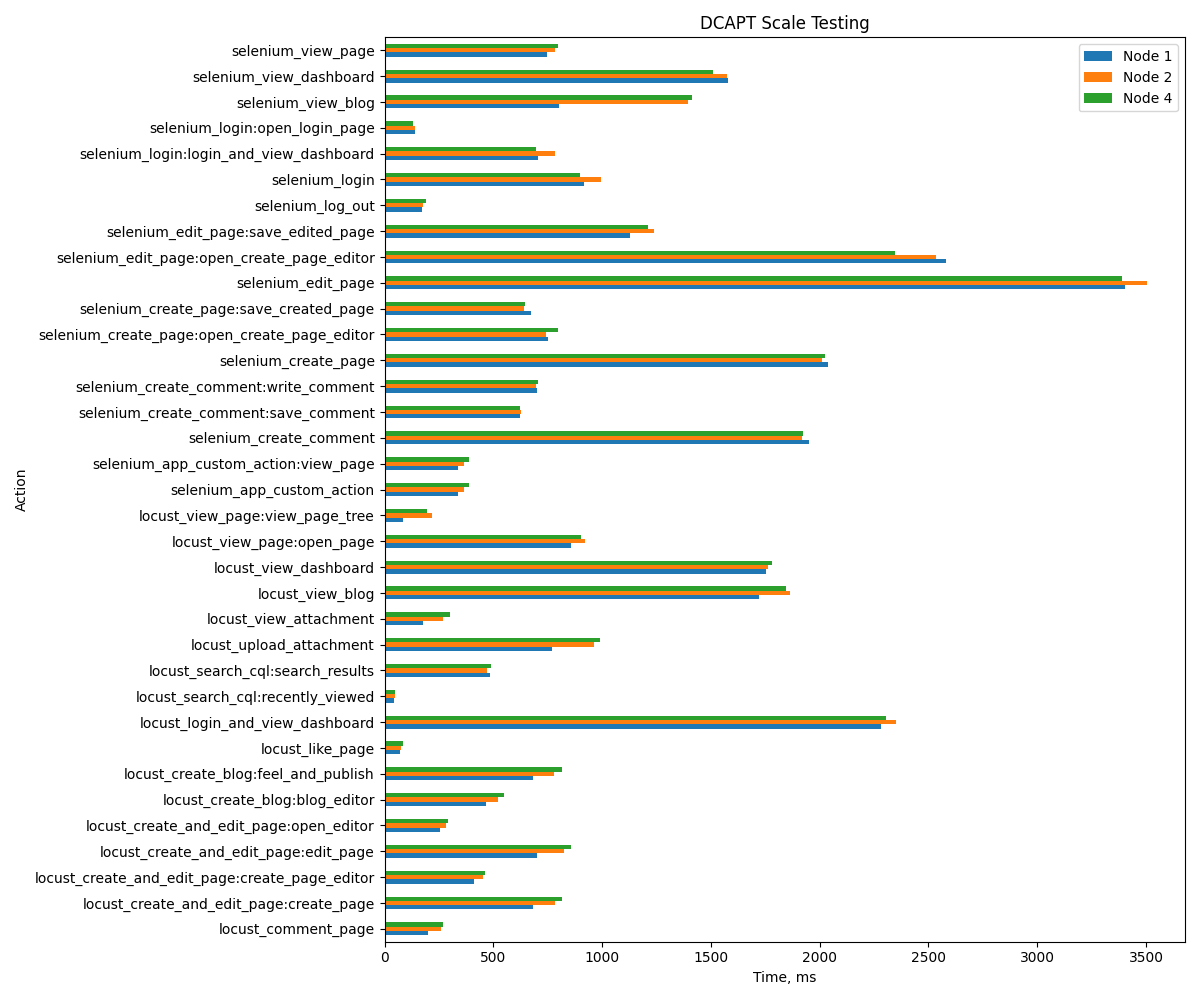 DCAPT Scale Testing
Node 1
Node 2
Node 4
selenium_view_page
selenium_view_dashboard
selenium_view_blog
selenium_login:open_login_page
selenium_login:login_and_view_dashboard
selenium_login
selenium_log_out
selenium_edit_page:save_edited_page
selenium_edit_page:open_create_page_editor
selenium_edit_page
selenium_create_page:save_created_page
selenium_create_page:open_create_page_editor
selenium_create_page
selenium_create_comment:write_comment
selenium_create_comment:save_comment
selenium_create_comment
selenium_app_custom_action:view_page
selenium_app_custom_action
locust_view_page:view_page_tree
locust_view_page:open_page
locust_view_dashboard
locust_view_blog
locust_view_attachment
locust_upload_attachment
locust_search_cql:search_results
locust_search_cql:recently_viewed
locust_login_and_view_dashboard
locust_like_page
locust_create_blog:feel_and_publish
locust_create_blog:blog_editor
locust_create_and_edit_page:open_editor
locust_create_and_edit_page:edit_page
locust_create_and_edit_page:create_page_editor
locust_create_and_edit_page:create_page
locust_comment_page
Action
0 500 1000 1500 2000 2500 3000 3500
Time, ms